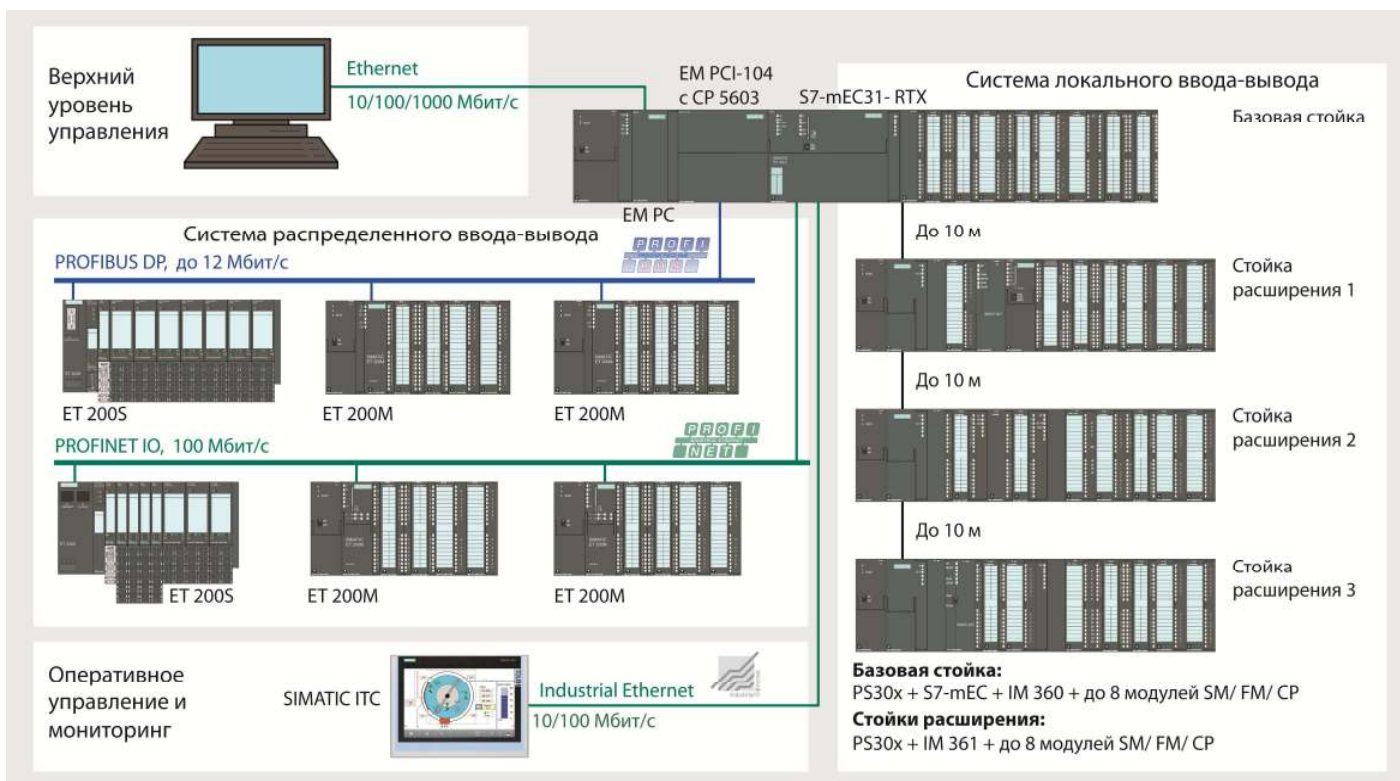 Верхний
уровень
управления
Ethernet
10/100/1000 Мбит/с
EM PCI-104
с CP 5603
S7-mEC31- RTX
EM PC
Система локального ввода-вывода
Базовая стойка
До 10 м
Стойка
расширения 1
До 10 м
Стойка
расширения 2
До 10 м
Стойка
расширения 3
Базовая стойка:
PS30x + S7-mEC + IM 360 + до 8 модулей SM/ FM/ CP
Стойки расширения:
PS30x + IM 361 + до 8 модулей SM/ FM/ CP
Система распределенного ввода-вывода
PROFIBUS DP, до 12 Мбит/с
PROFI
BUS
ET 200S
ET 200M
ET 200M
PROFINET IO, 100 Мбит/с
PROFI
NET
ET 200S
ET 200M
ET 200M
Оперативное
управление и
мониторинг
SIMATIC ITC
Industrial Ethernet
10/100 Мбит/с